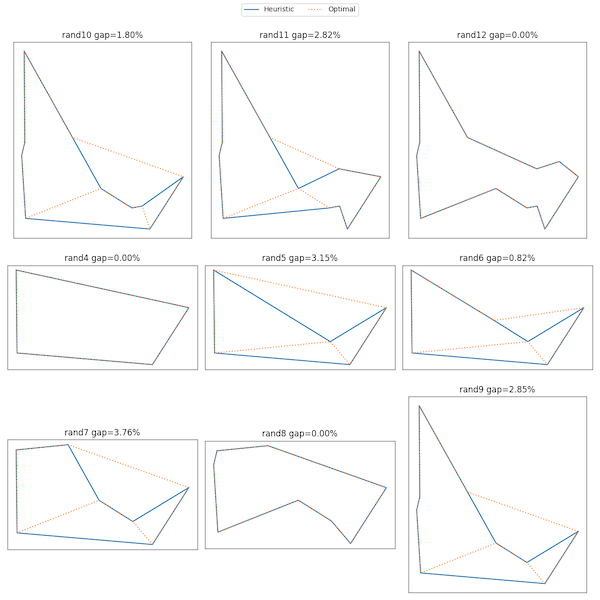 Heuristic Optimal
rand10 gap=1.80%
rand11 gap=2.82%
rand12 gap=0.00%
rand4 gap=0.00%
rand5 gap=3.15%
rand6 gap=0.82%
rand7 gap=3.76%
rand8 gap=0.00%
rand9 gap=2.85%